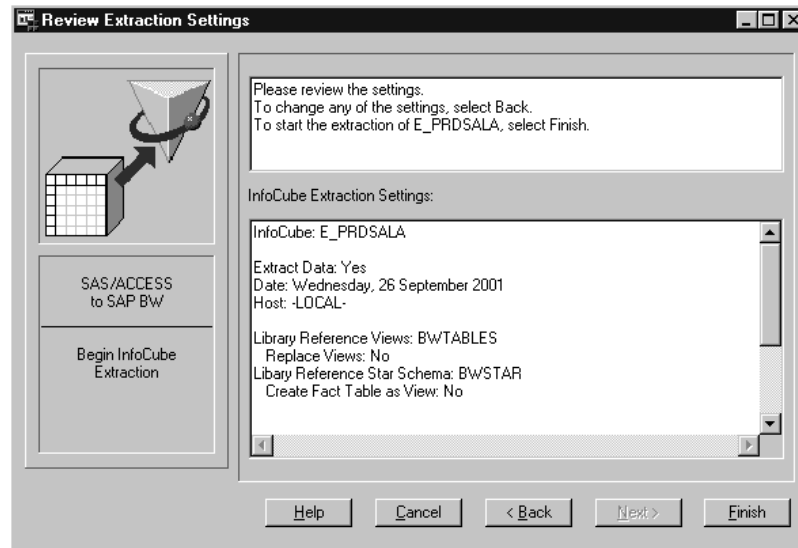 Review Extraction Settings
Please review the settings.
To change any of the settings, select Back.
To start the extraction of E_PRDSALA, select Finish.
InfoCube Extraction Settings:
InfoCube: E_PRDSALA
Extract Data: Yes
Date: Wednesday, 26 September 2001
Host: -LOCAL-
Library Reference Views: BWTABLES
Replace Views: No
Libary Reference Star Schema: BWSTAR
Create Fact Table as View: No
SAS/ACCESS
to SAP BW
Begin InfoCube
Extraction
Help
Cancel
< Back
Next >
Finish